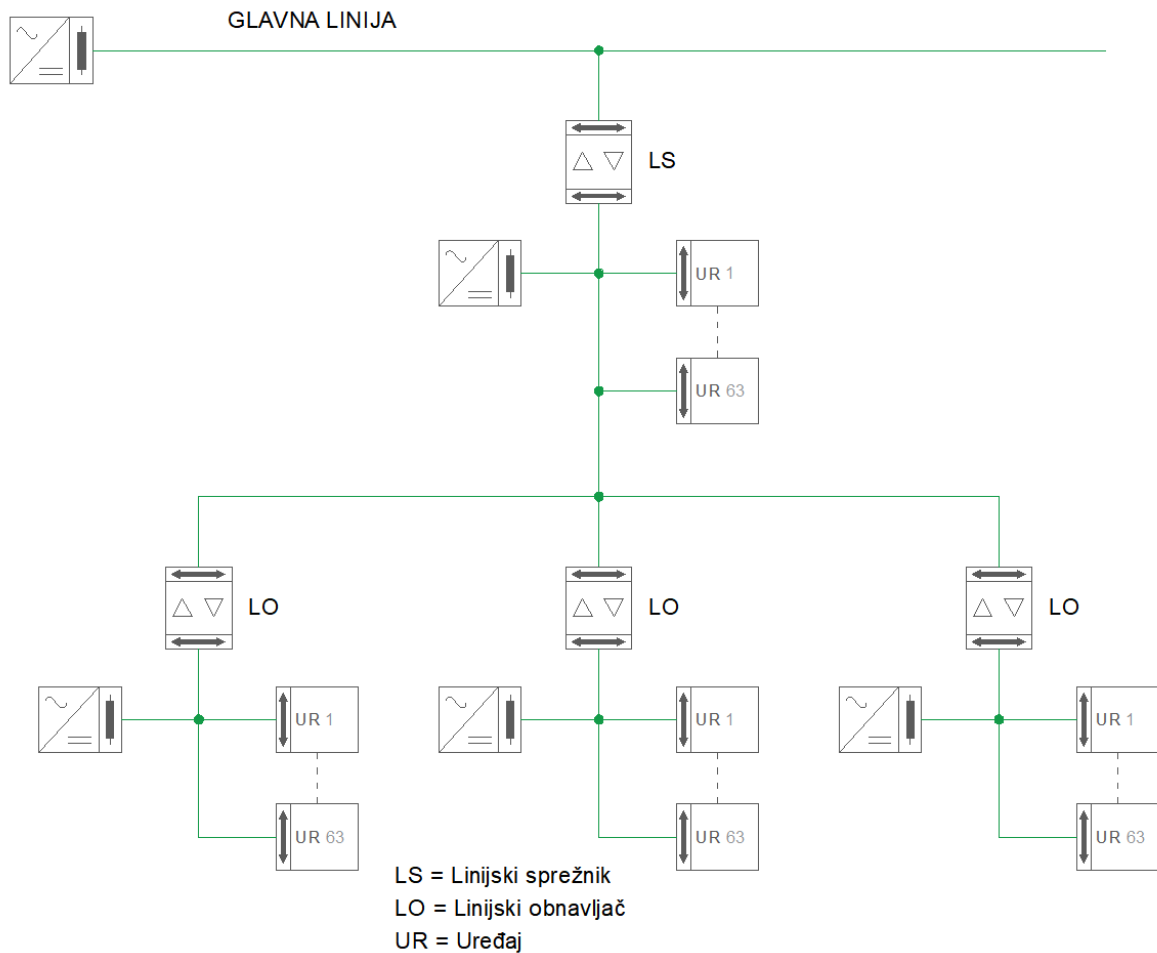 GLAVNA LINIJA
LS
UR 1
UR 63
LO
LO
LO
UR 1
UR 1
UR 1
UR 63
UR 63
UR 63
LS = Linijski sprežnik
LO = Linijski obnavljač
UR = Uređaj